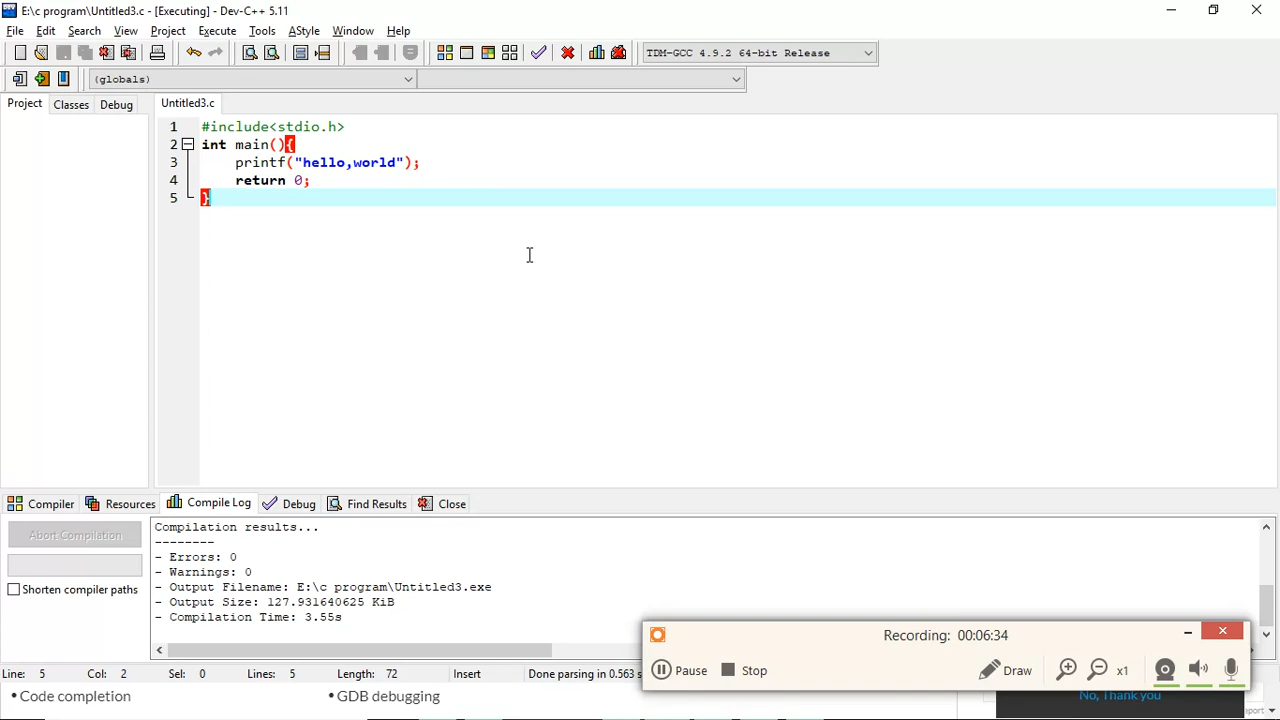 E:\c program\Untitled3.c - [Executing] - Dev-C++ 5.11
File Edit Search View Project Execute Tools AStyle Window Help
TDM-GCC 4.9.2 64-bit Release
(globals)
Project Classes Debug Untitled3.c
1 #include<stdio.h>
2 int main(){
3 printf("hello,world");
4 return 0;
5 }
Compiler Resources Compile Log Debug Find Results Close
Abort Compilation
Shorten compiler paths
Compilation results...
--------
- Errors: 0
- Warnings: 0
- Output Filename: E:\c program\Untitled3.exe
- Output Size: 127.931640625 KiB
- Compilation Time: 3.55s
Recording: 00:06:34
Pause Stop Draw x1
Line: 5 Col: 2 Sel: 0 Lines: 5 Length: 72 Insert Done parsing in 0.563 s
• Code completion • GDB debugging No, Thank you